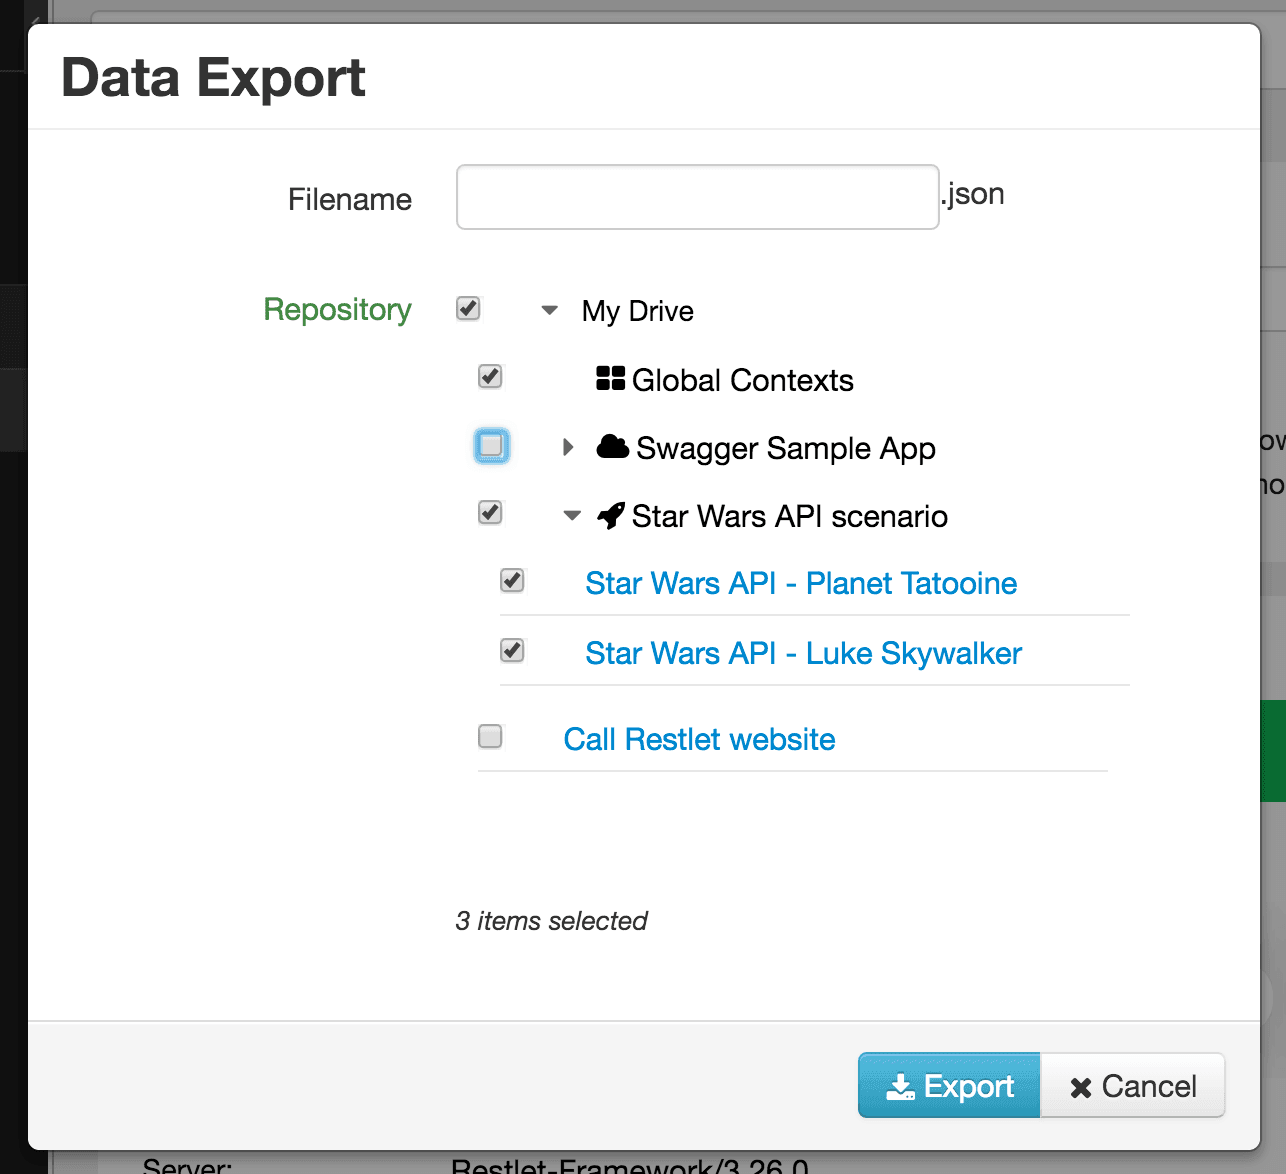 Data Export
Filename .json
Repository My Drive
Global Contexts
Swagger Sample App
Star Wars API scenario
Star Wars API - Planet Tatooine
Star Wars API - Luke Skywalker
Call Restlet website
3 items selected
Export Cancel
Server: Restlet-Framework/3.26.0